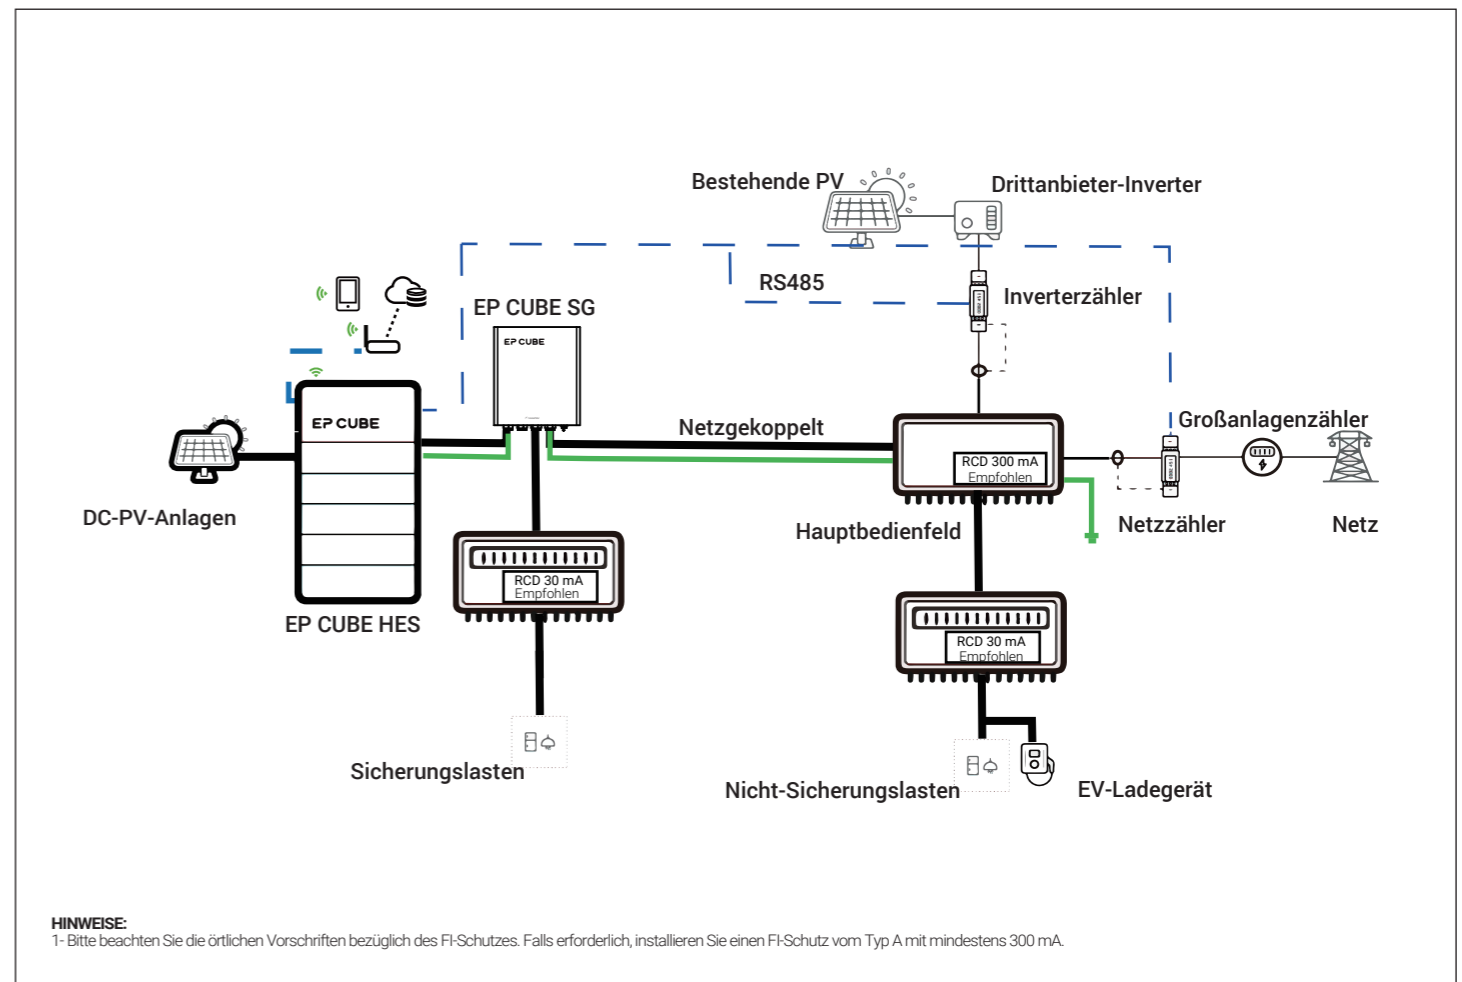 Bestehende PV
Drittanbieter-Inverter
RS485
Inverterzähler
EP CUBE SG
EP CUBE
EP CUBE
Netzgekoppelt
Großanlagenzähler
RCD 300 mA
Empfohlen
DC-PV-Anlagen
Hauptbedienfeld
Netzzähler
Netz
RCD 30 mA
Empfohlen
EP CUBE HES
RCD 30 mA
Empfohlen
Sicherungslasten
Nicht-Sicherungslasten
EV-Ladegerät
HINWEISE:
1- Bitte beachten Sie die örtlichen Vorschriften bezüglich des FI-Schutzes. Falls erforderlich, installieren Sie einen FI-Schutz vom Typ A mit mindestens 300 mA.